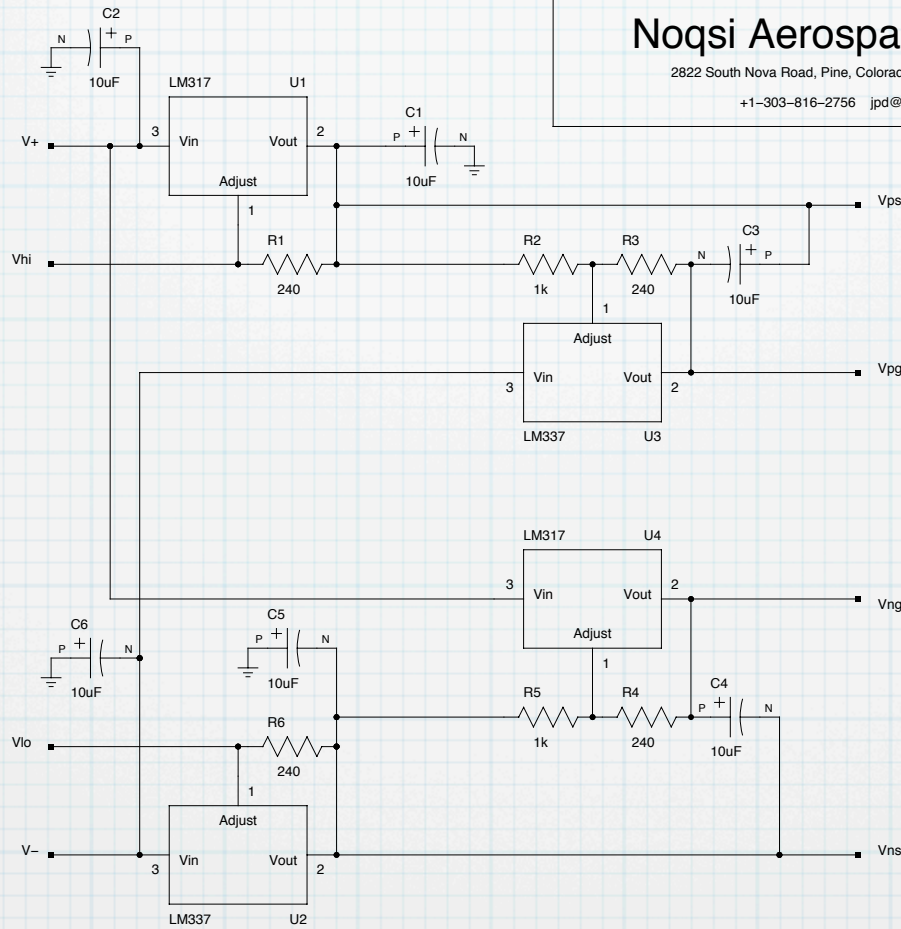 Noqsi Aerospa
2822 South Nova Road, Pine, Colorad
+1-303-816-2756 jpd@
C2
N + P
10uF
LM317 U1
V+
3 Vin Vout 2
Adjust
1
C1
P + N
10uF
Vps
Vhi
R1
240
R2
1k
R3
240
C3
N + P
10uF
1
Adjust
3 Vin Vout 2
LM337 U3
Vpg
LM317 U4
3 Vin Vout 2
Adjust
1
Vng
C6
P + N
10uF
C5
P + N
10uF
R5
1k
R4
240
C4
P + N
10uF
Vlo
R6
240
1
Adjust
V-
3 Vin Vout 2
LM337 U2
Vns